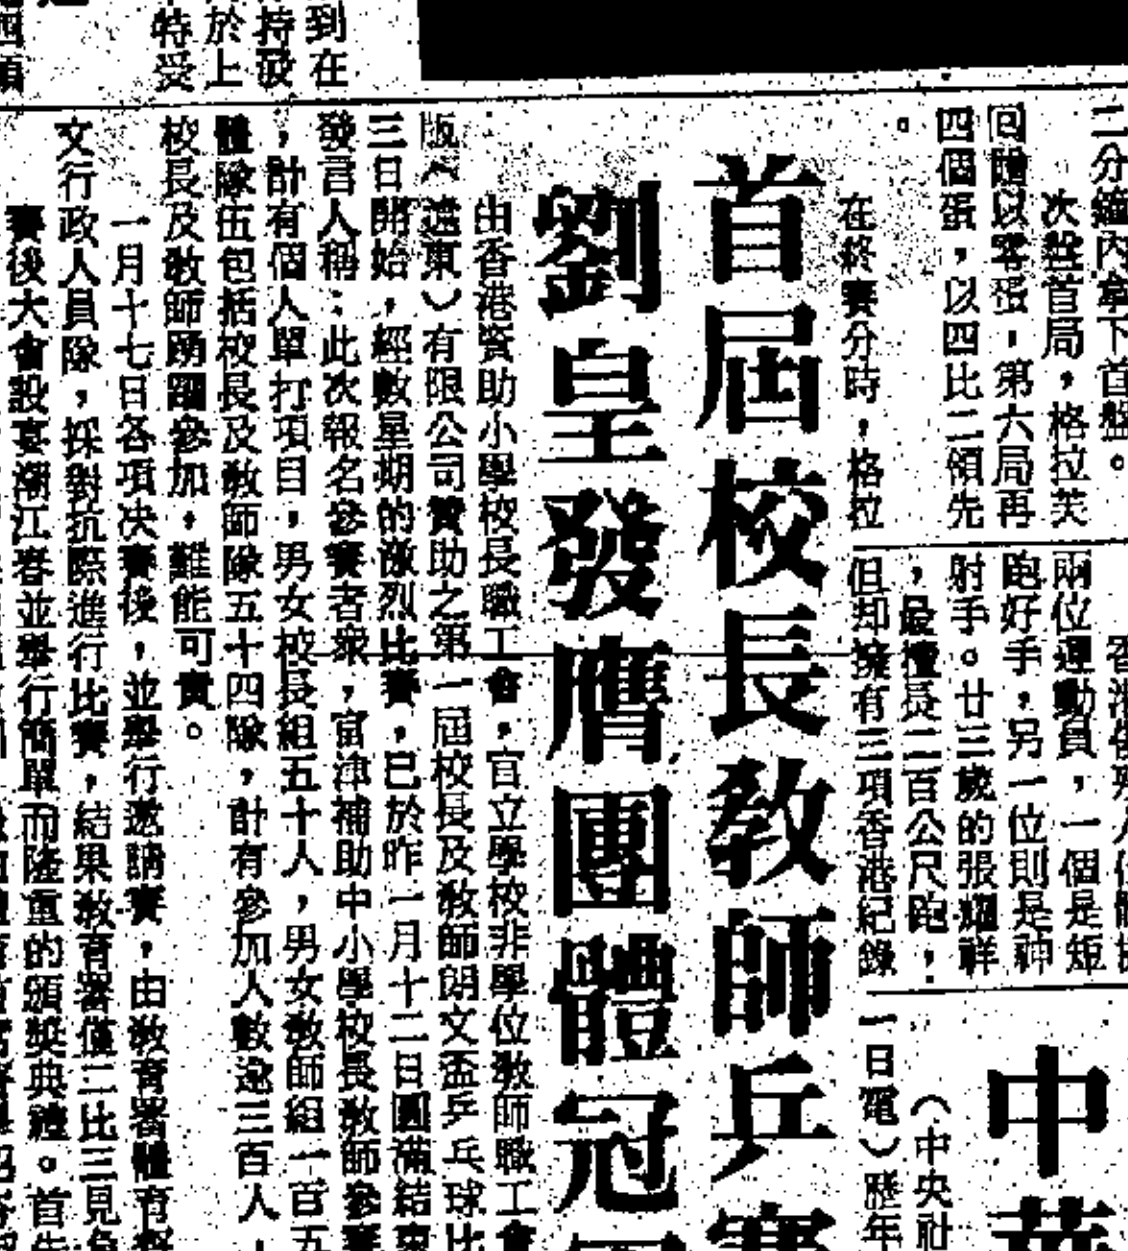 到在
持
於上
特受
二分鐘內拿下首盤。
次盤首局，格拉芙
回贈以零蛋，第六局再
四個蛋，以四比二領先
。
在終賽分時，格拉
兩位運動員，一個是短
跑好手，另一位則是神
射手。廿三歲的張耀祥
，最擅長二百公尺跑，
但却擁有三項香港紀錄
中華
（中央社
一日電）歷年
首屆校長教師乒賽
劉皇發膺團體冠
由香港資助小學校長職工會，官立學校非學位教師職工會
遠東）有限公司贊助之第一屆校長及教師朗文盃乒乓球比
三日開始，經數星期的激烈比賽，已於昨一月十二日圓滿結束
發言人稱：此次報名參賽者衆，官津補助中小學校長教師參賽
，計有個人單打項目，男女校長組五十人，男女教師組一百五
體隊伍包括校長及教師隊五十四隊，計有參加人數逾三百人
校長及教師踴躍參加，難能可貴。
一月十七日各項决賽後，並舉行邀請賽，由教育署體育
文行政人員隊，採對抗際進行比賽，結果教育署僅二比三見負
賽後大會設宴潮江春並舉行簡單而隆重的頒獎典禮。首先